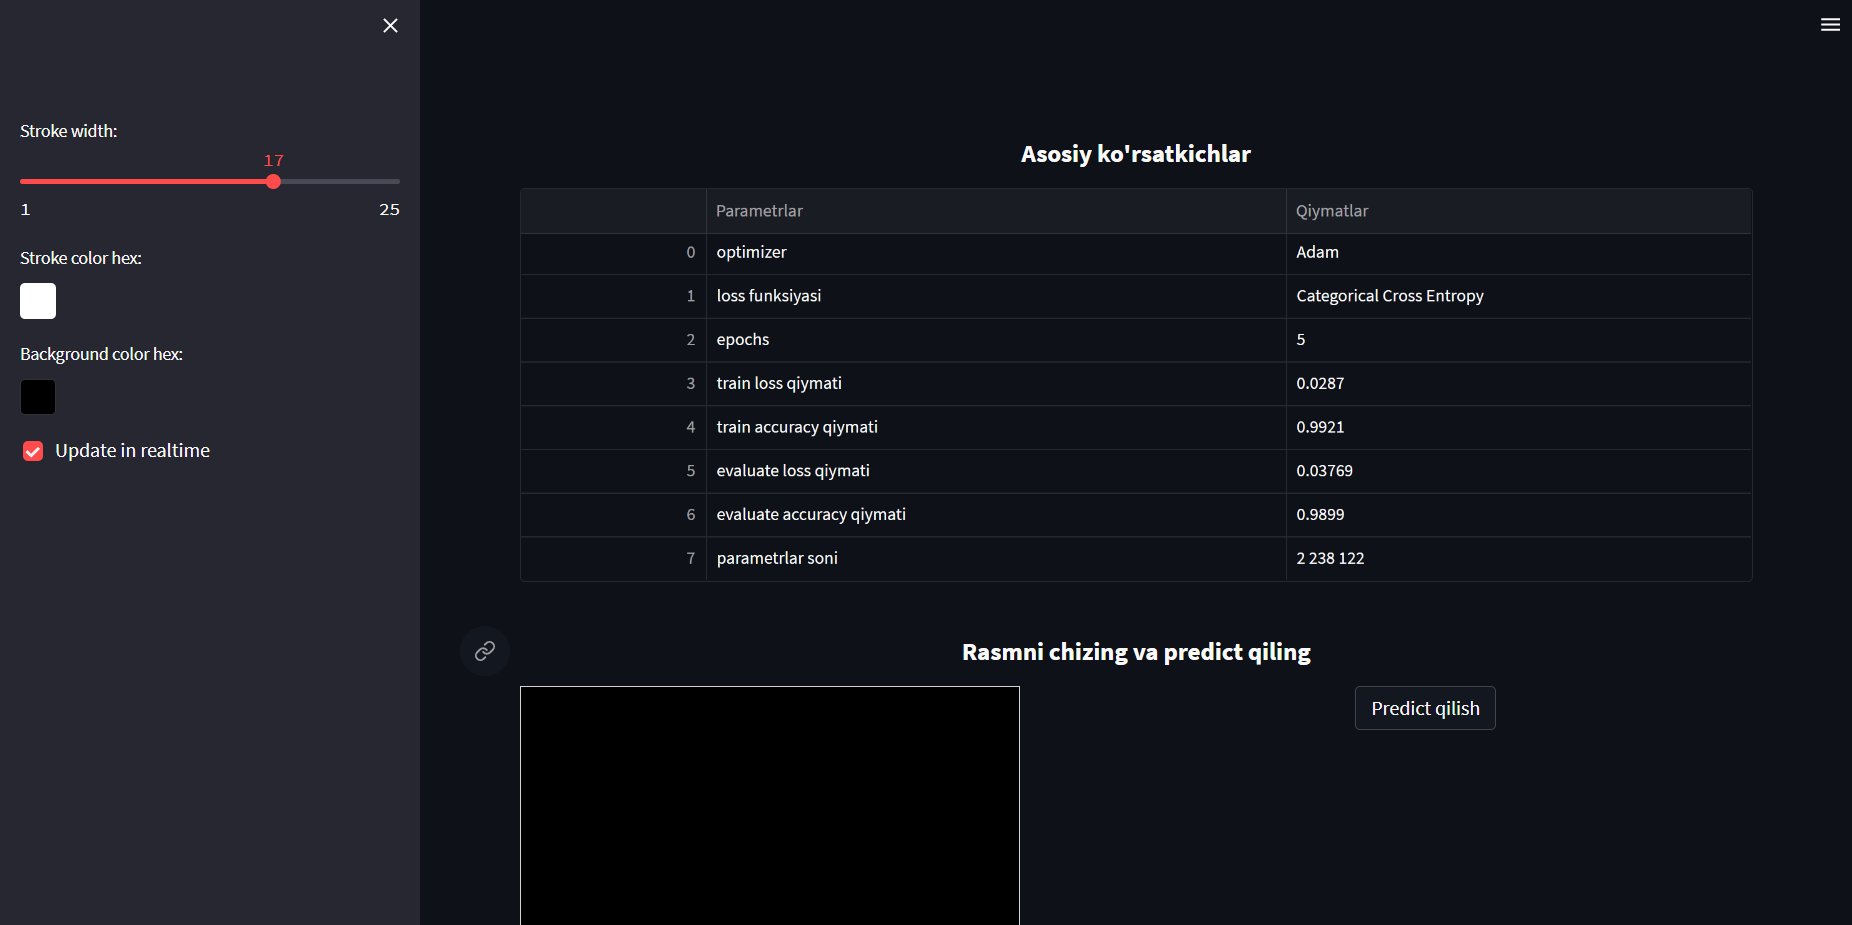 Stroke width:
17
1 25
Stroke color hex:
Background color hex:
Update in realtime
Asosiy ko'rsatkichlar
Parametrlar Qiymatlar
0 optimizer Adam
1 loss funksiyasi Categorical Cross Entropy
2 epochs 5
3 train loss qiymati 0.0287
4 train accuracy qiymati 0.9921
5 evaluate loss qiymati 0.03769
6 evaluate accuracy qiymati 0.9899
7 parametrlar soni 2 238 122
Rasmni chizing va predict qiling
Predict qilish